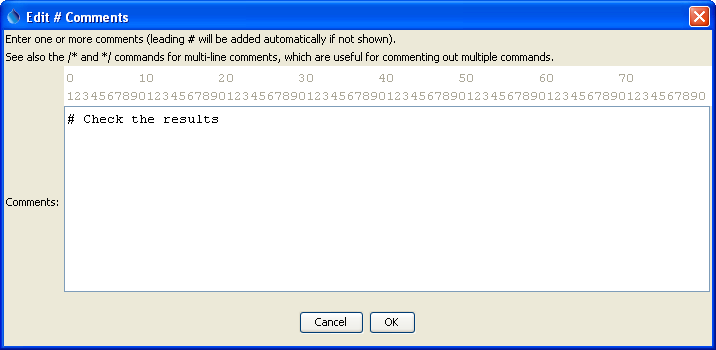 Edit # Comments
Enter one or more comments (leading # will be added automatically if not shown).
See also the /* and */ commands for multi-line comments, which are useful for commenting out multiple commands.
0 10 20 30 40 50 60 70
12345678901234567890123456789012345678901234567890123456789012345678901234567890
# Check the results
Comments:
Cancel OK